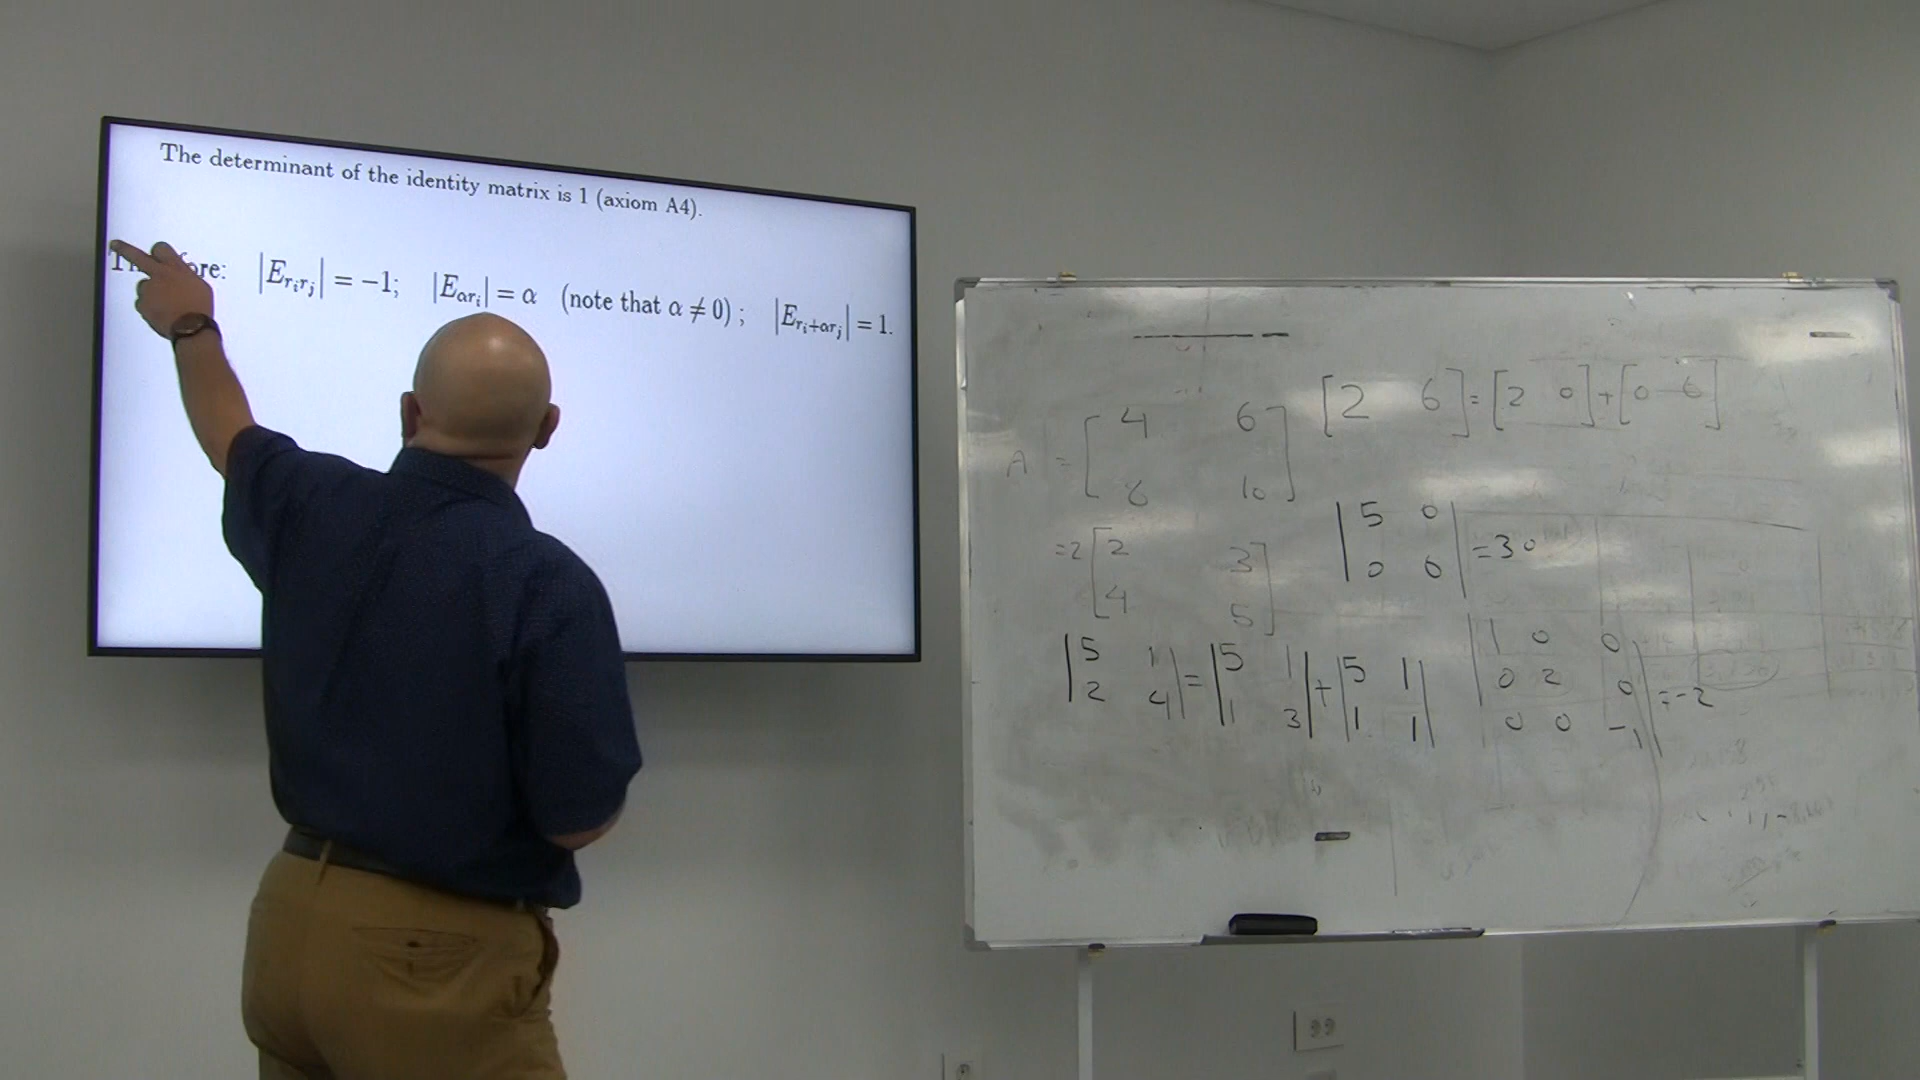 The determinant of the identity matrix is 1 (axiom A4).
|E_{r_i r_j}| = −1; |E_{αr_i}| = α (note that α ≠ 0) ; |E_{r_i+αr_j}| = 1.
[2 6] = [2 0] + [0 6]
A = [4 6
8 10]
= 2 [2 3
4 5]
|5 0
0 6| = 30
|5 1
2 4| = |5 1
1 3| + |5 1
1 1|
|1 0 0
0 2 0
0 0 -1| = -2